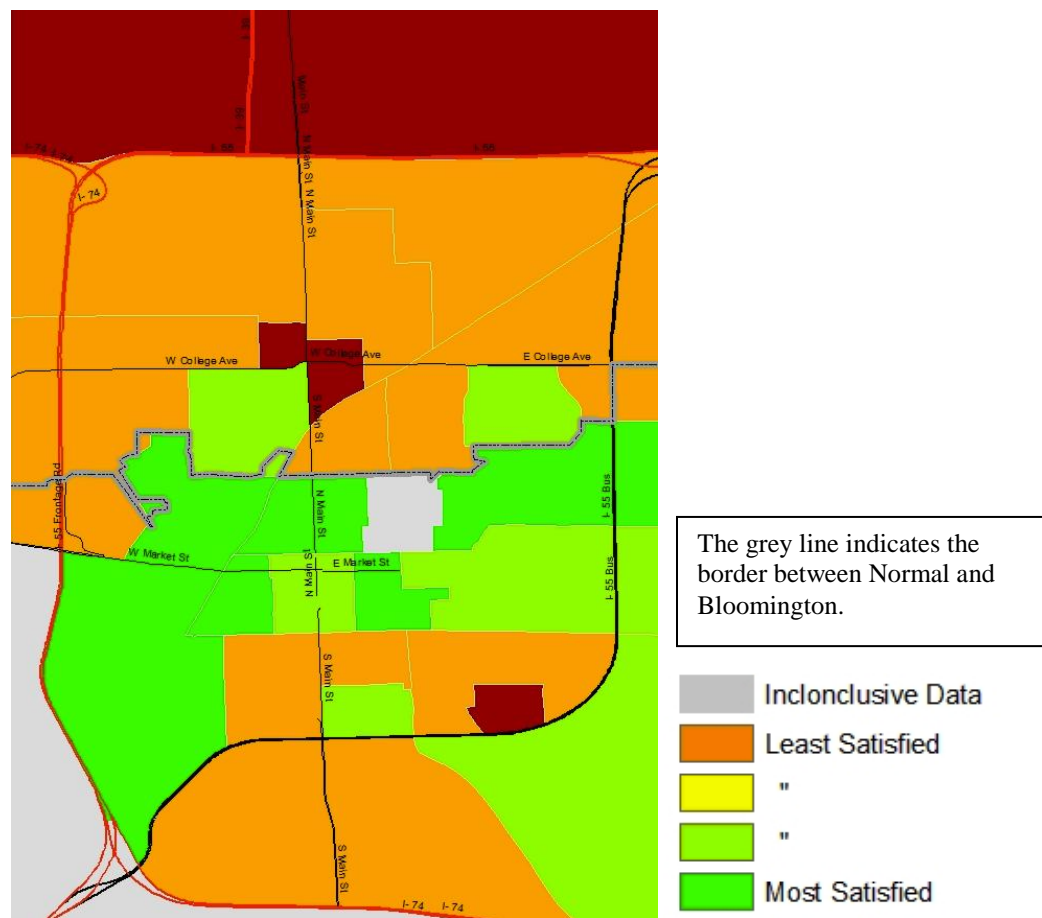 I- 39
Main St
I- 39
N Main St
I-74
I- 74
I- 55
I- 55
I- 74
N Main St
W College Ave
W College Ave
E College Ave
S Main St
I- 55 Frontage Rd
N Main St
I- 55 Bus
W Market St
E Market St
N Main St
I- 55 Bus
S Main St
S Main St
I- 74
I- 74
The grey line indicates the
border between Normal and
Bloomington.
Inclonclusive Data
Least Satisfied
"
"
Most Satisfied